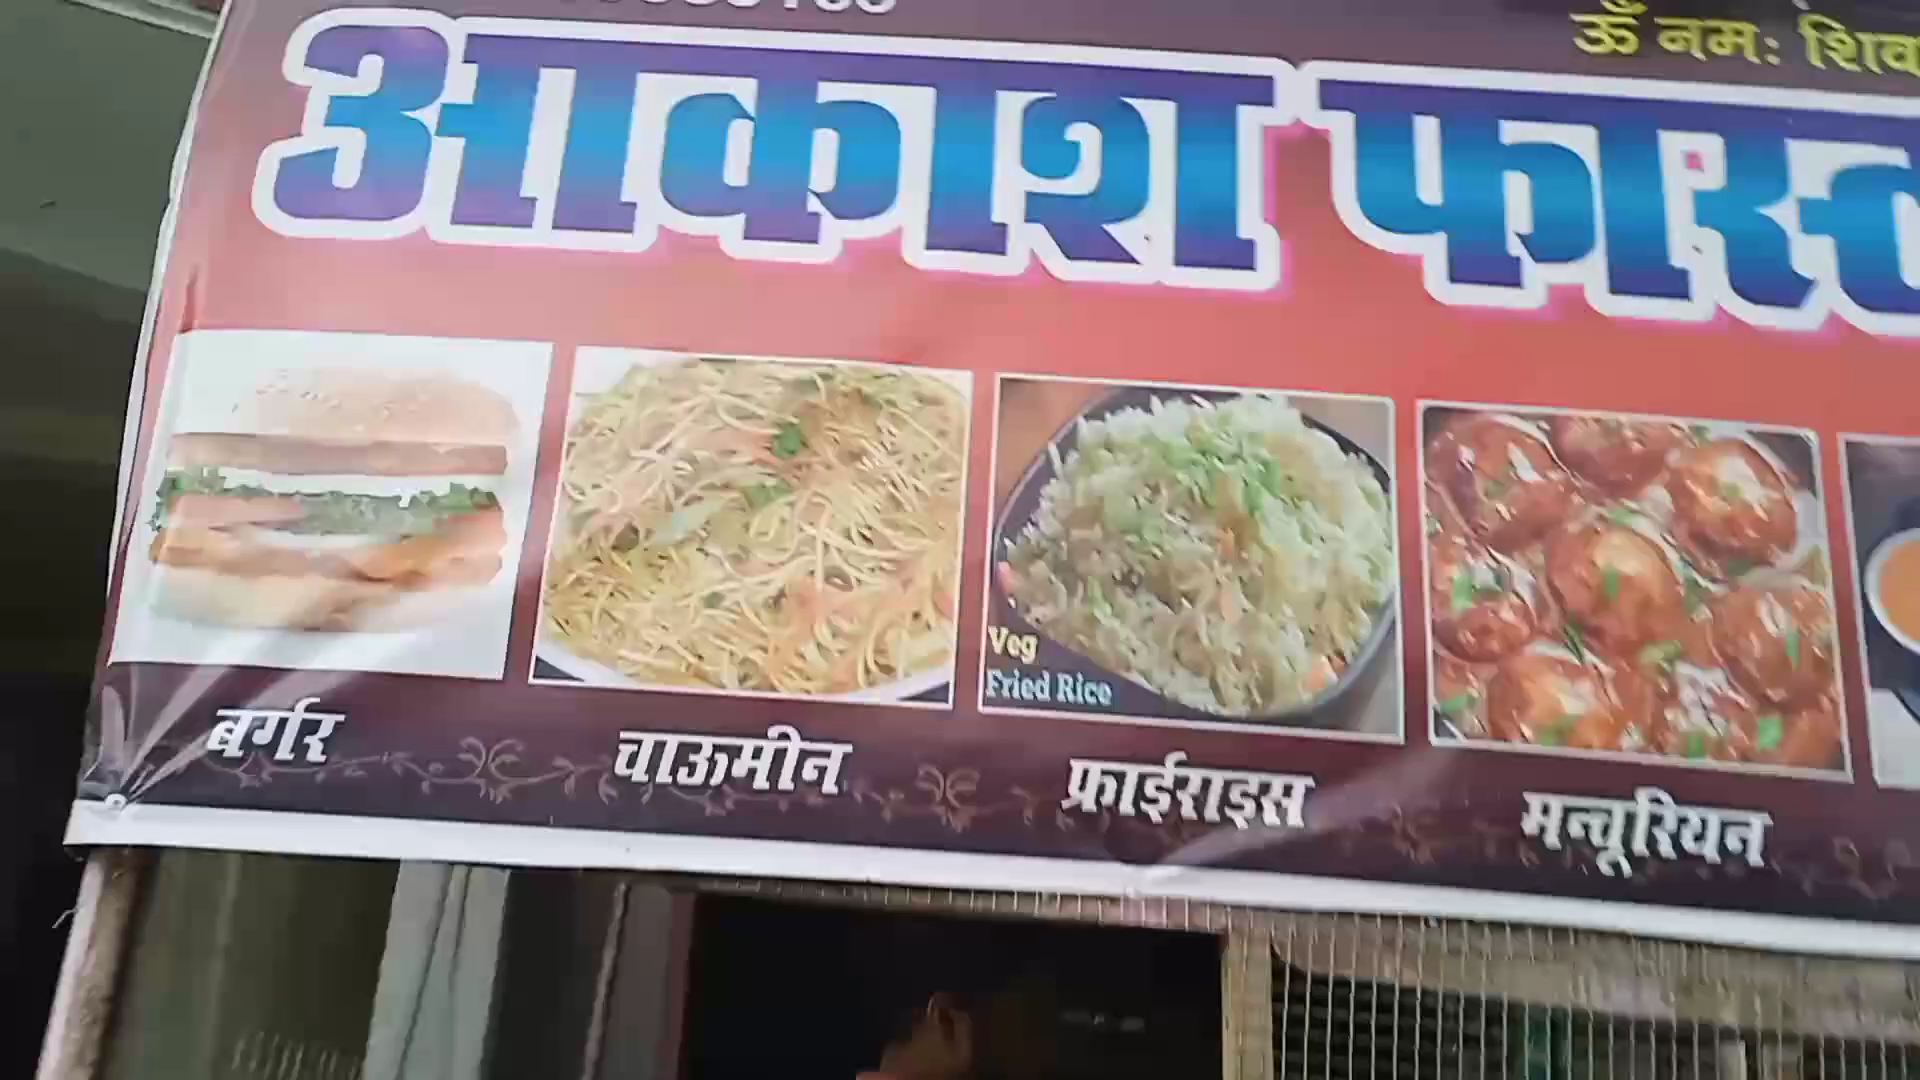 ॐ नमः
आकाश
Veg
Fried Rice
बर्गर चाऊमीन फ्राईराइस मन्चूरियन